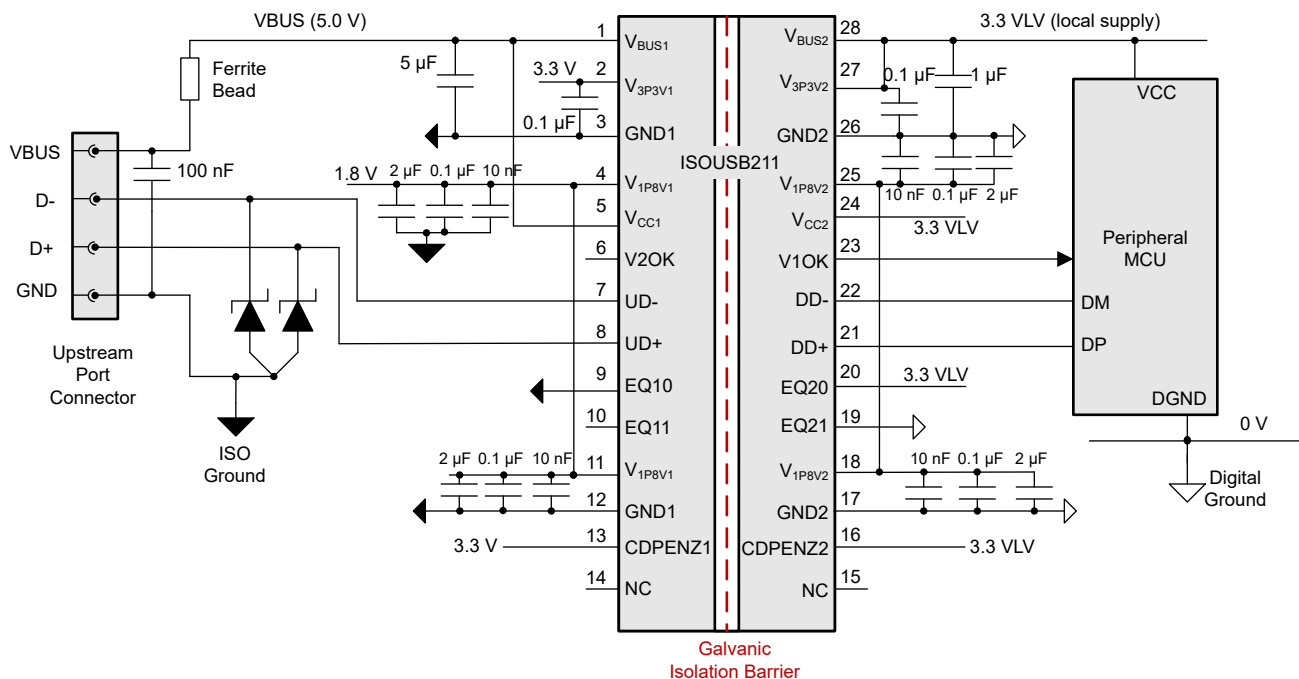 VBUS (5.0 V)
Ferrite
Bead
VBUS
D-
D+
GND
100 nF
Upstream
Port
Connector
ISO
Ground
5 µF
3.3 V
0.1 µF
1.8 V
2 µF 0.1 µF 10 nF
2 µF 0.1 µF 10 nF
3.3 V
1 VBUS1
2 V3P3V1
3 GND1
4 V1P8V1
5 VCC1
6 V2OK
7 UD-
8 UD+
9 EQ10
10 EQ11
11 V1P8V1
12 GND1
13 CDPENZ1
14 NC
ISOUSB211
Galvanic
Isolation Barrier
VBUS2 28
V3P3V2 27
GND2 26
V1P8V2 25
VCC2 24
V1OK 23
DD- 22
DD+ 21
EQ20 20
EQ21 19
V1P8V2 18
GND2 17
CDPENZ2 16
NC 15
3.3 VLV (local supply)
0.1 µF 1 µF
10 nF 0.1 µF 2 µF
3.3 VLV
3.3 VLV
10 nF 0.1 µF 2 µF
3.3 VLV
VCC
Peripheral
MCU
DM
DP
DGND
0 V
Digital
Ground